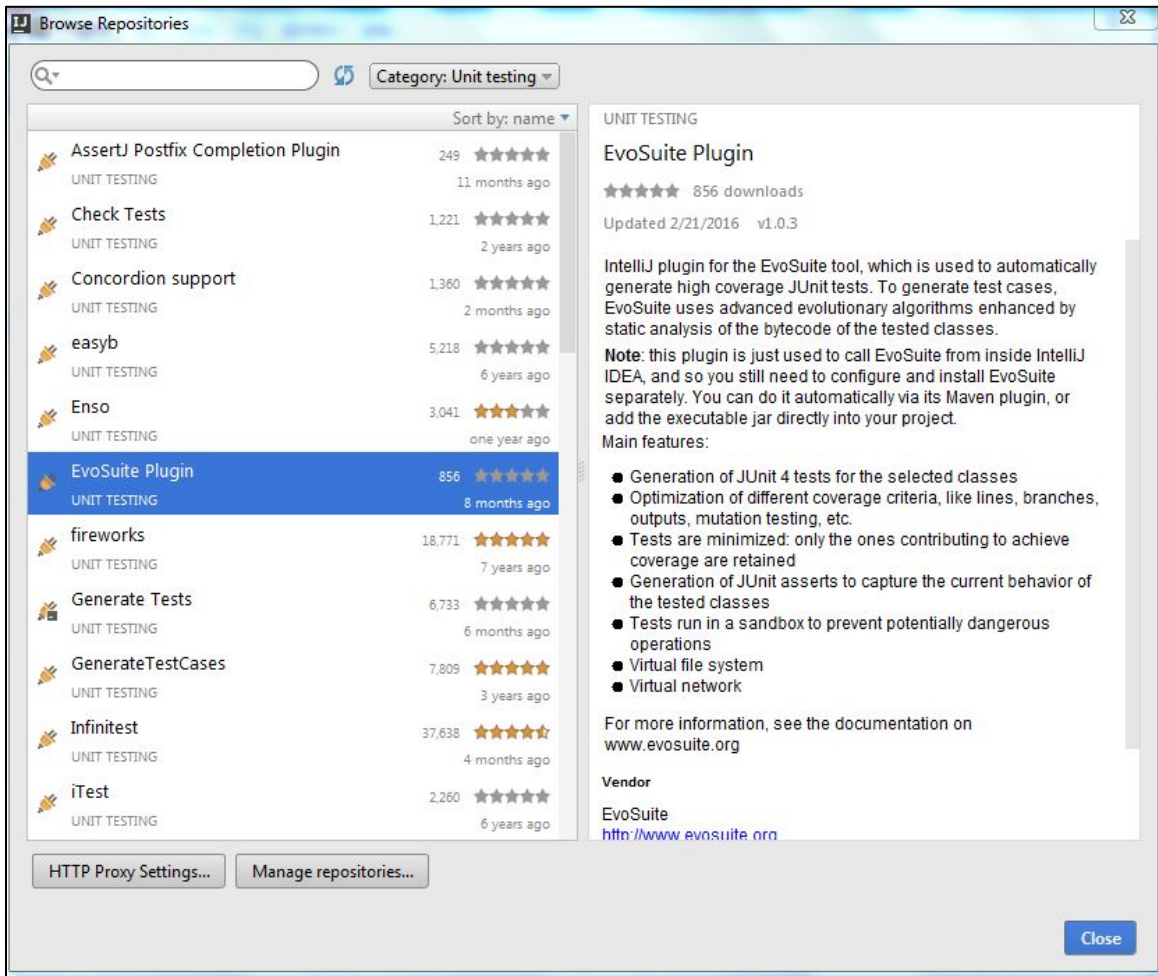 Browse Repositories
Category: Unit testing
Sort by: name
AssertJ Postfix Completion Plugin
249
UNIT TESTING
11 months ago
Check Tests
1,221
UNIT TESTING
2 years ago
Concordion support
1,360
UNIT TESTING
2 months ago
easyb
5,218
UNIT TESTING
6 years ago
Enso
3,041
UNIT TESTING
one year ago
EvoSuite Plugin
856
UNIT TESTING
8 months ago
fireworks
18,771
UNIT TESTING
7 years ago
Generate Tests
6,733
UNIT TESTING
6 months ago
GenerateTestCases
7,809
UNIT TESTING
3 years ago
Infinitest
37,638
UNIT TESTING
4 months ago
iTest
2,260
UNIT TESTING
6 years ago
UNIT TESTING
EvoSuite Plugin
856 downloads
Updated 2/21/2016 v1.0.3
IntelliJ plugin for the EvoSuite tool, which is used to automatically
generate high coverage JUnit tests. To generate test cases,
EvoSuite uses advanced evolutionary algorithms enhanced by
static analysis of the bytecode of the tested classes.
Note: this plugin is just used to call EvoSuite from inside IntelliJ
IDEA, and so you still need to configure and install EvoSuite
separately. You can do it automatically via its Maven plugin, or
add the executable jar directly into your project.
Main features:
● Generation of JUnit 4 tests for the selected classes
● Optimization of different coverage criteria, like lines, branches,
outputs, mutation testing, etc.
● Tests are minimized: only the ones contributing to achieve
coverage are retained
● Generation of JUnit asserts to capture the current behavior of
the tested classes
● Tests run in a sandbox to prevent potentially dangerous
operations
● Virtual file system
● Virtual network
For more information, see the documentation on
www.evosuite.org
Vendor
EvoSuite
http://www.evosuite.org
HTTP Proxy Settings...
Manage repositories...
Close